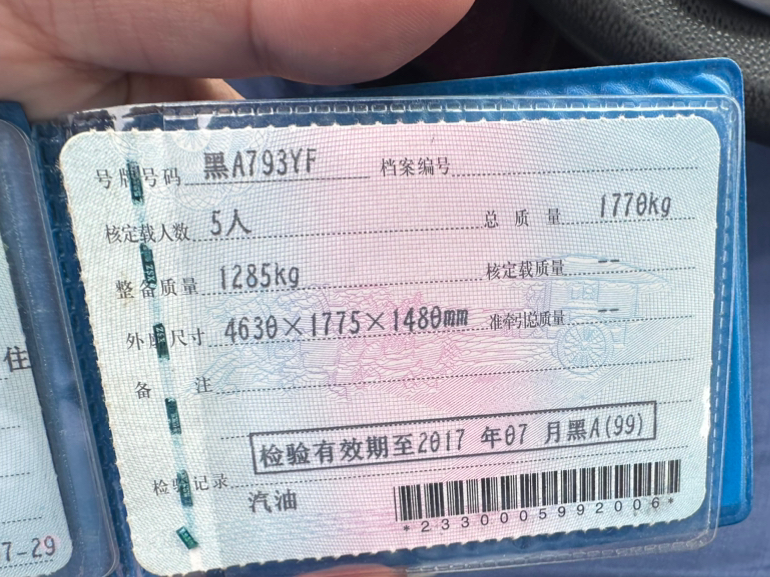 号牌号码 黑A793YF 档案编号
核定载人数 5人 总质量 1770kg
整备质量 1285kg 核定载质量 --
外廓尺寸 4630×1775×1480mm 准牵引总质量 --
备注
检验有效期至2017年07月黑A(99)
检验记录
汽油
*2330005992006*
住
7-29